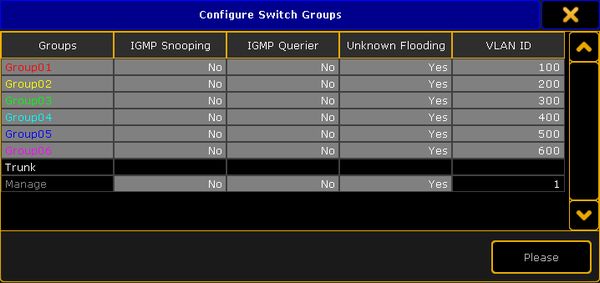 Configure Switch Groups
Groups IGMP Snooping IGMP Querier Unknown Flooding VLAN ID
Group01 No No Yes 100
Group02 No No Yes 200
Group03 No No Yes 300
Group04 No No Yes 400
Group05 No No Yes 500
Group06 No No Yes 600
Trunk
Manage No No Yes 1
Please